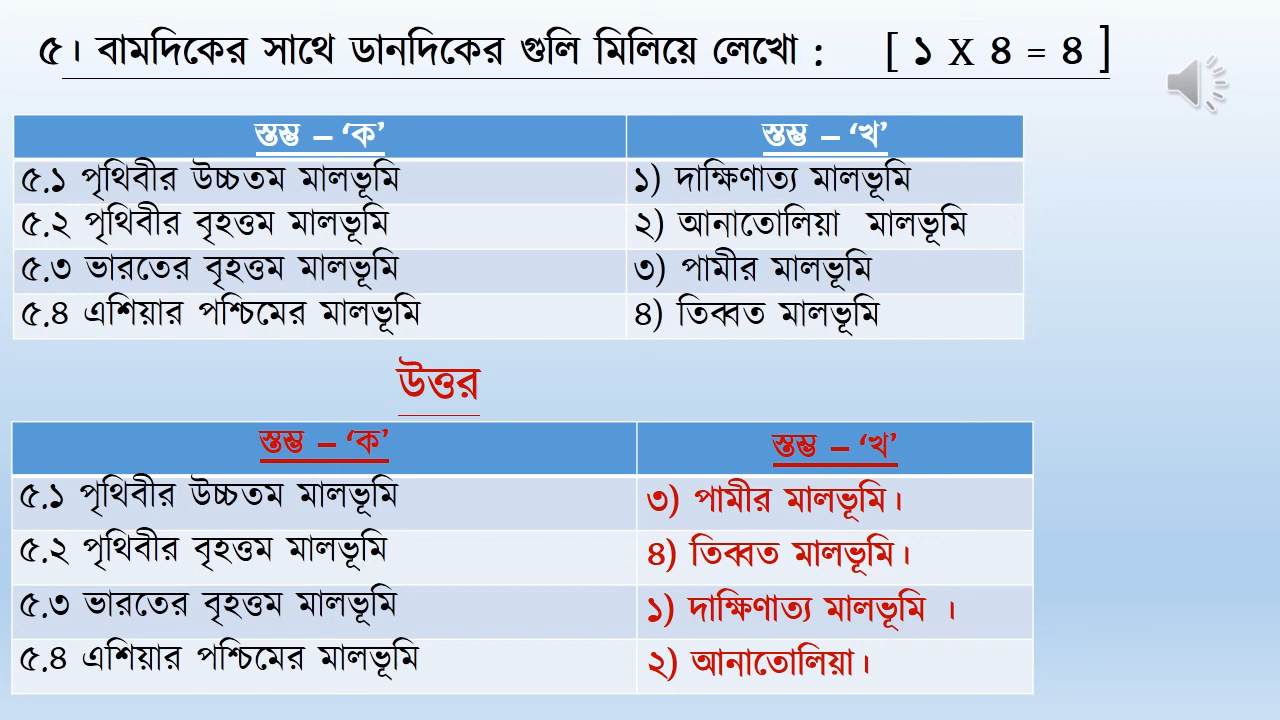 ৫। বামদিকের সাথে ডানদিকের গুলি মিলিয়ে লেখো : [ ১ X ৪ = ৪ ]
স্তম্ভ – ‘ক’ স্তম্ভ – ‘খ’
৫.১ পৃথিবীর উচ্চতম মালভূমি ১) দাক্ষিণাত্য মালভূমি
৫.২ পৃথিবীর বৃহত্তম মালভূমি ২) আনাতোলিয়া মালভূমি
৫.৩ ভারতের বৃহত্তম মালভূমি ৩) পামীর মালভূমি
৫.৪ এশিয়ার পশ্চিমের মালভূমি ৪) তিব্বত মালভূমি
উত্তর
স্তম্ভ – ‘ক’ স্তম্ভ – ‘খ’
৫.১ পৃথিবীর উচ্চতম মালভূমি ৩) পামীর মালভূমি।
৫.২ পৃথিবীর বৃহত্তম মালভূমি ৪) তিব্বত মালভূমি।
৫.৩ ভারতের বৃহত্তম মালভূমি ১) দাক্ষিণাত্য মালভূমি ।
৫.৪ এশিয়ার পশ্চিমের মালভূমি ২) আনাতোলিয়া।